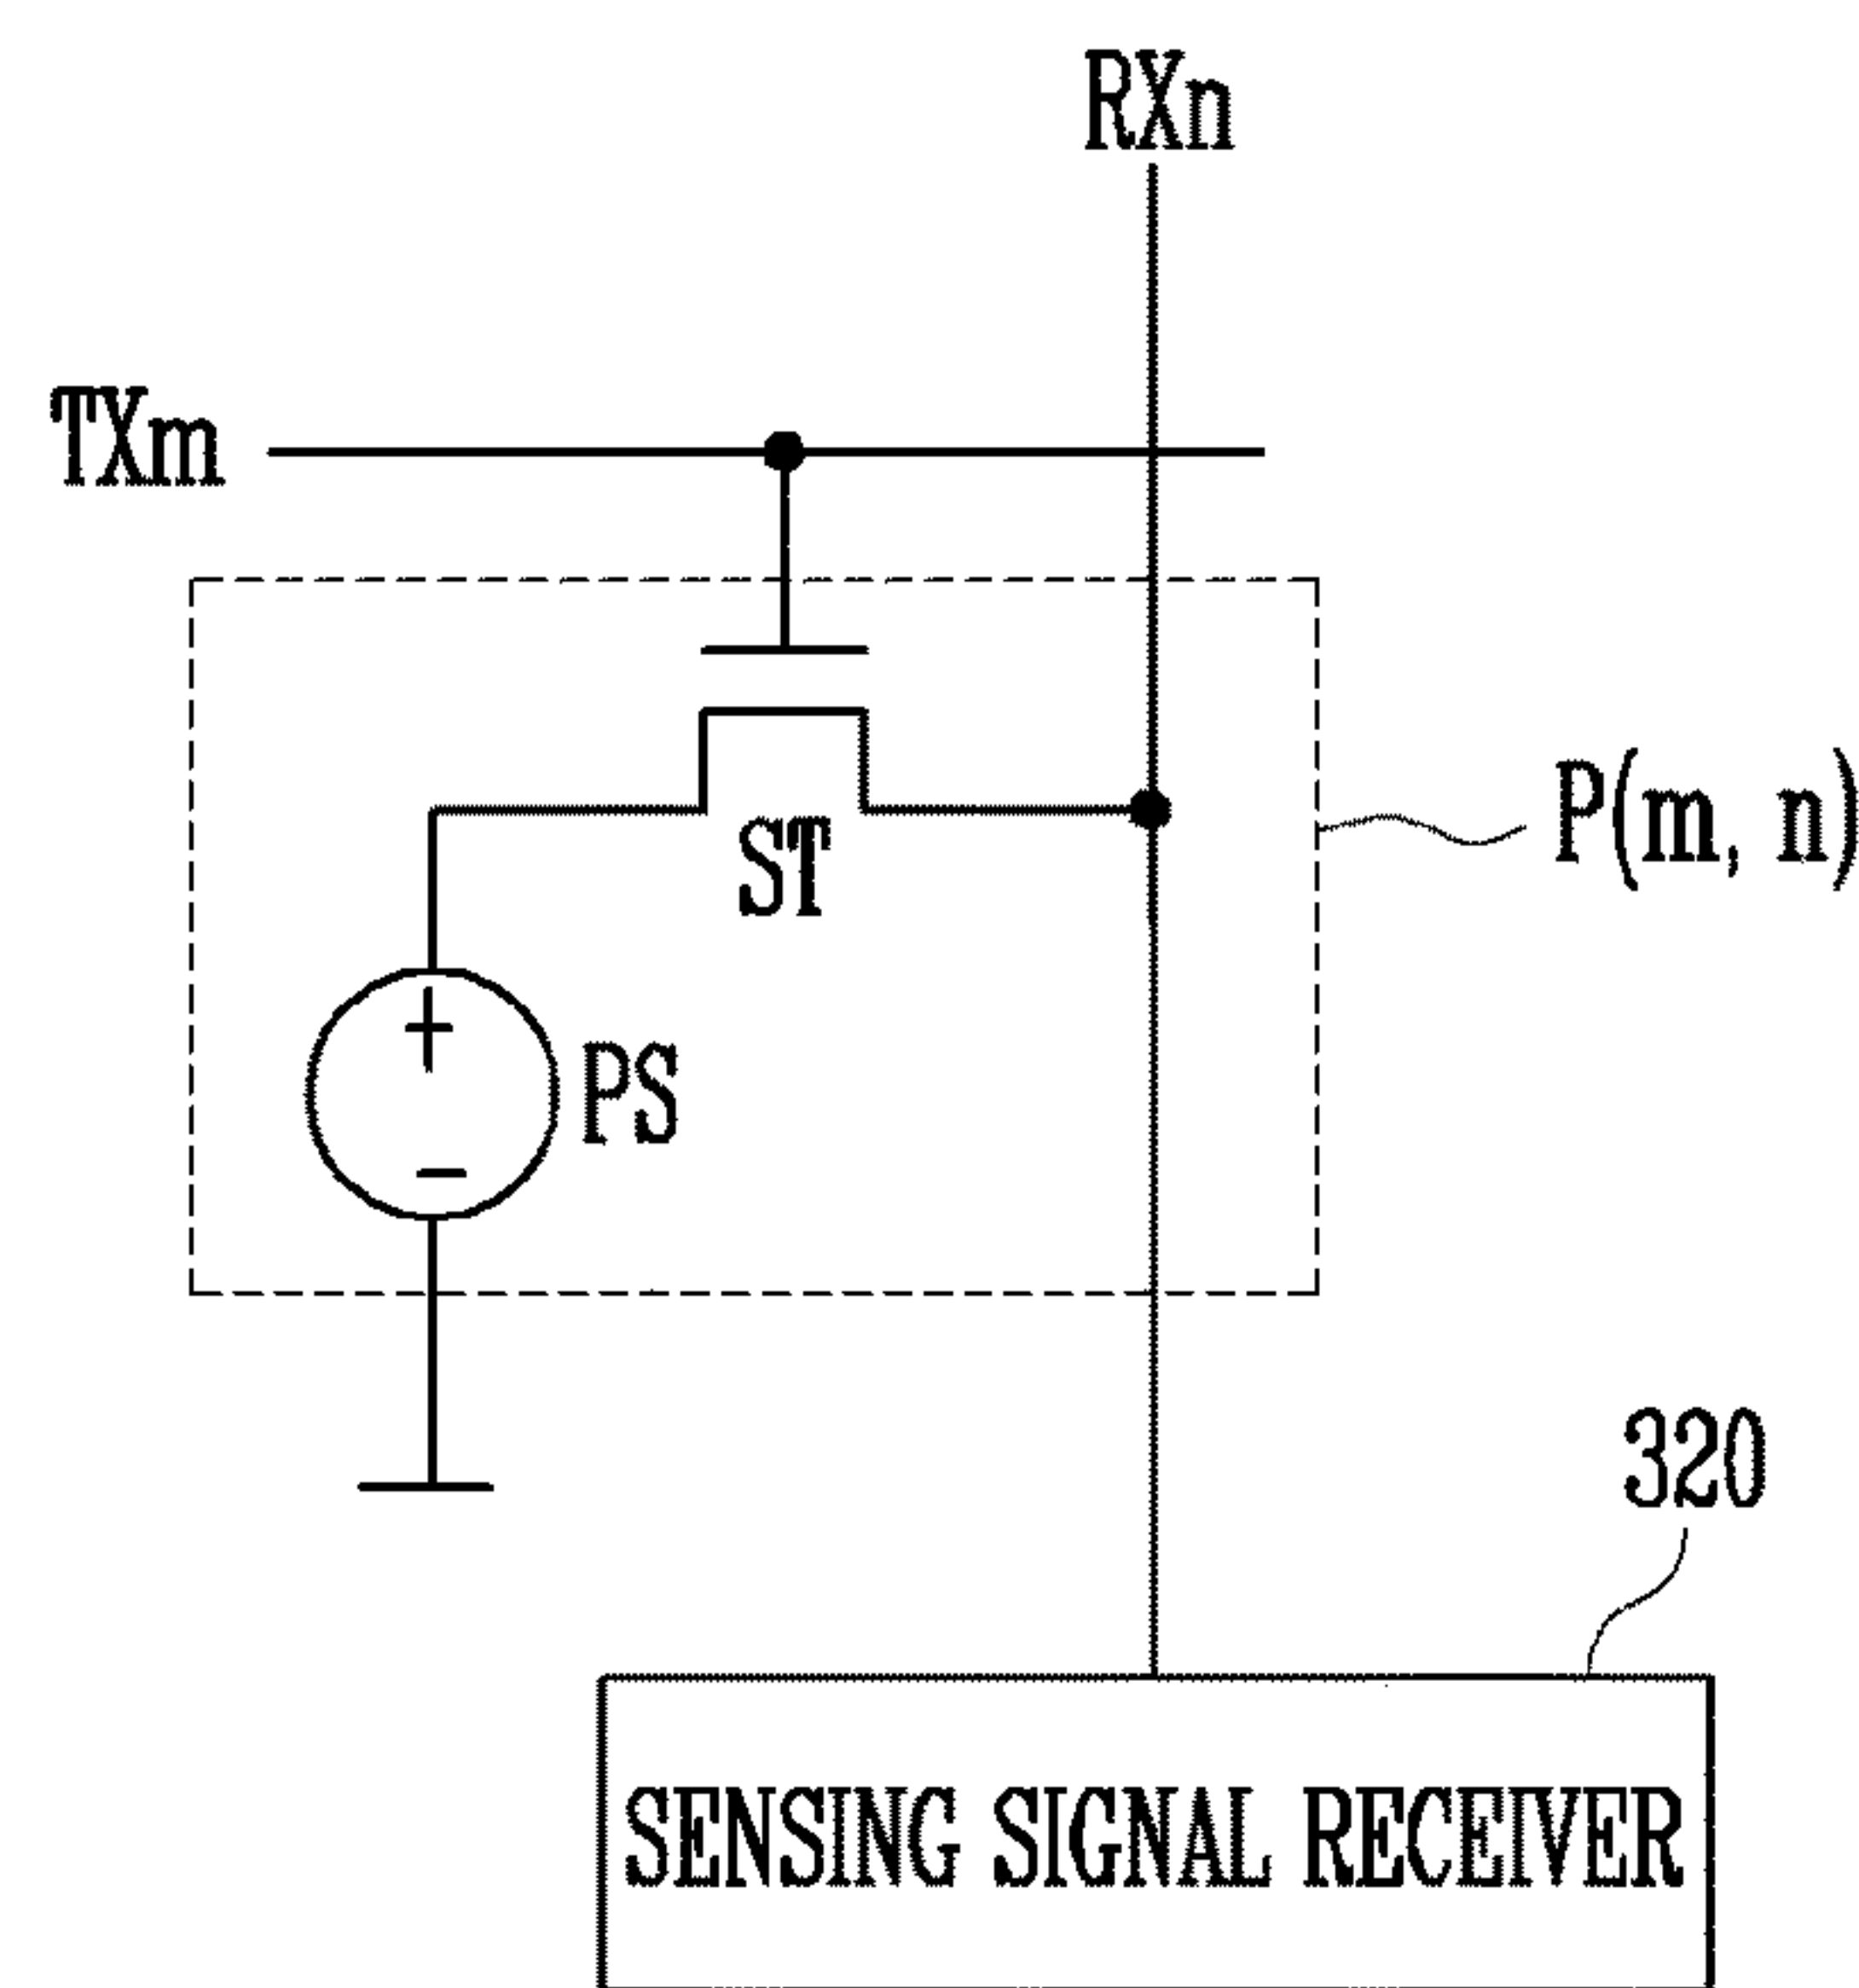 RXn
TXm
P(m, n)
ST
+
PS
-
320
SENSING SIGNAL RECEIVER